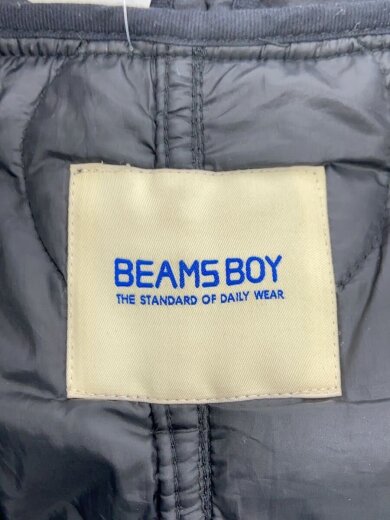 BEAMS BOY
THE STANDARD OF DAILY WEAR